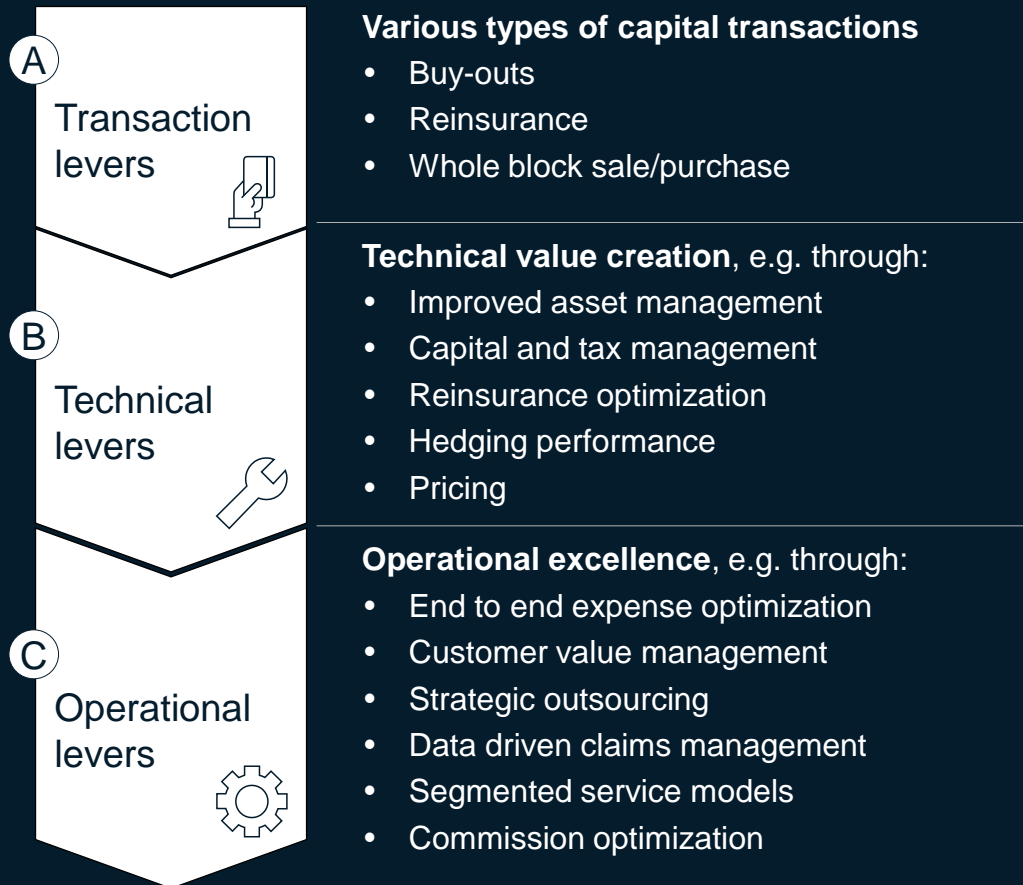 A
Transaction
levers
Various types of capital transactions
• Buy-outs
• Reinsurance
• Whole block sale/purchase
B
Technical
levers
Technical value creation, e.g. through:
• Improved asset management
• Capital and tax management
• Reinsurance optimization
• Hedging performance
• Pricing
C
Operational
levers
Operational excellence, e.g. through:
• End to end expense optimization
• Customer value management
• Strategic outsourcing
• Data driven claims management
• Segmented service models
• Commission optimization